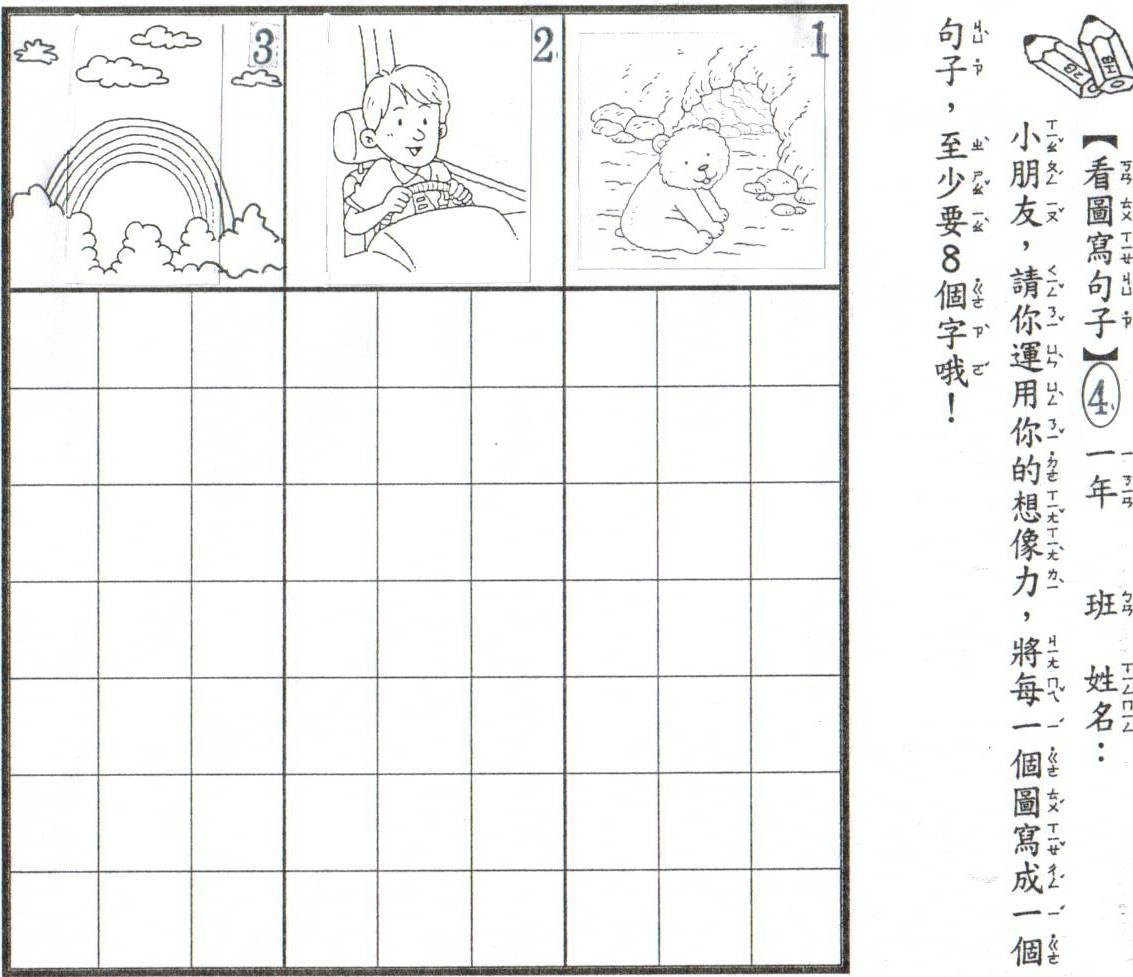 【看圖寫句子】4. 一年 班 姓名：
小朋友，請你運用你的想像力，將每一個圖寫成一個
句子，至少要8個字哦！
1
2.
3